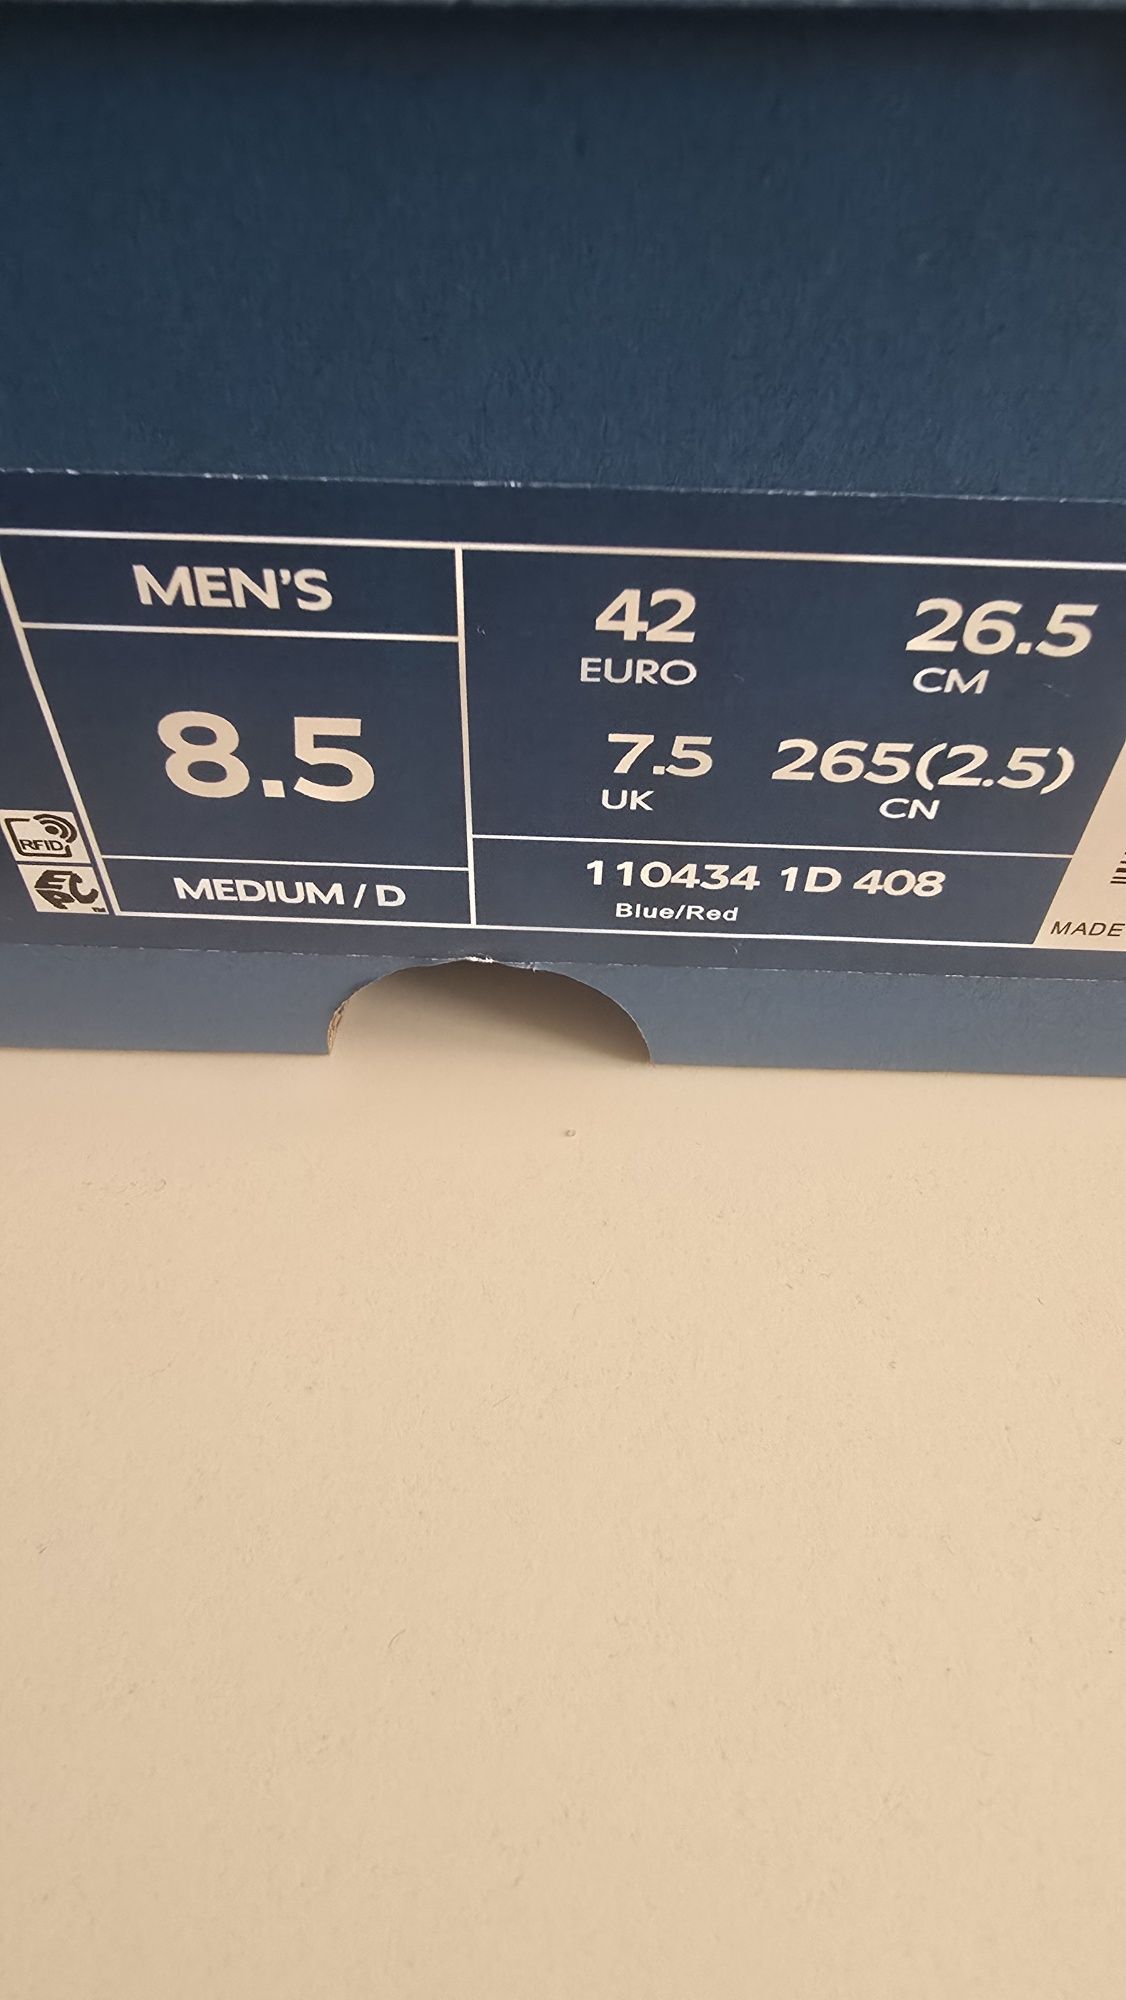 MEN'S
8.5
MEDIUM / D
42
EURO
26.5
CM
7.5
UK
265(2.5)
CN
110434 1D 408
Blue/Red
RFID
EPC
MADE